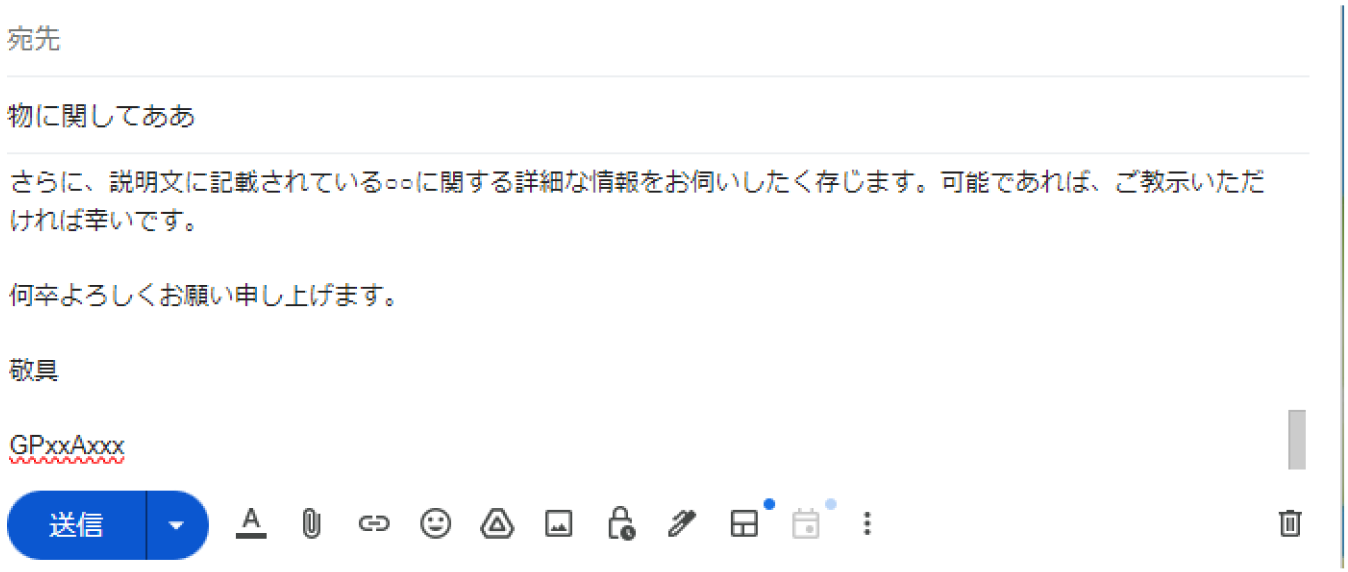 宛先
物に関してああ
さらに、説明文に記載されている○○に関する詳細な情報をお伺いしたく存じます。可能であれば、ご教示いただ
ければ幸いです。
何卒よろしくお願い申し上げます。
敬具
GPxxAxxx
送信